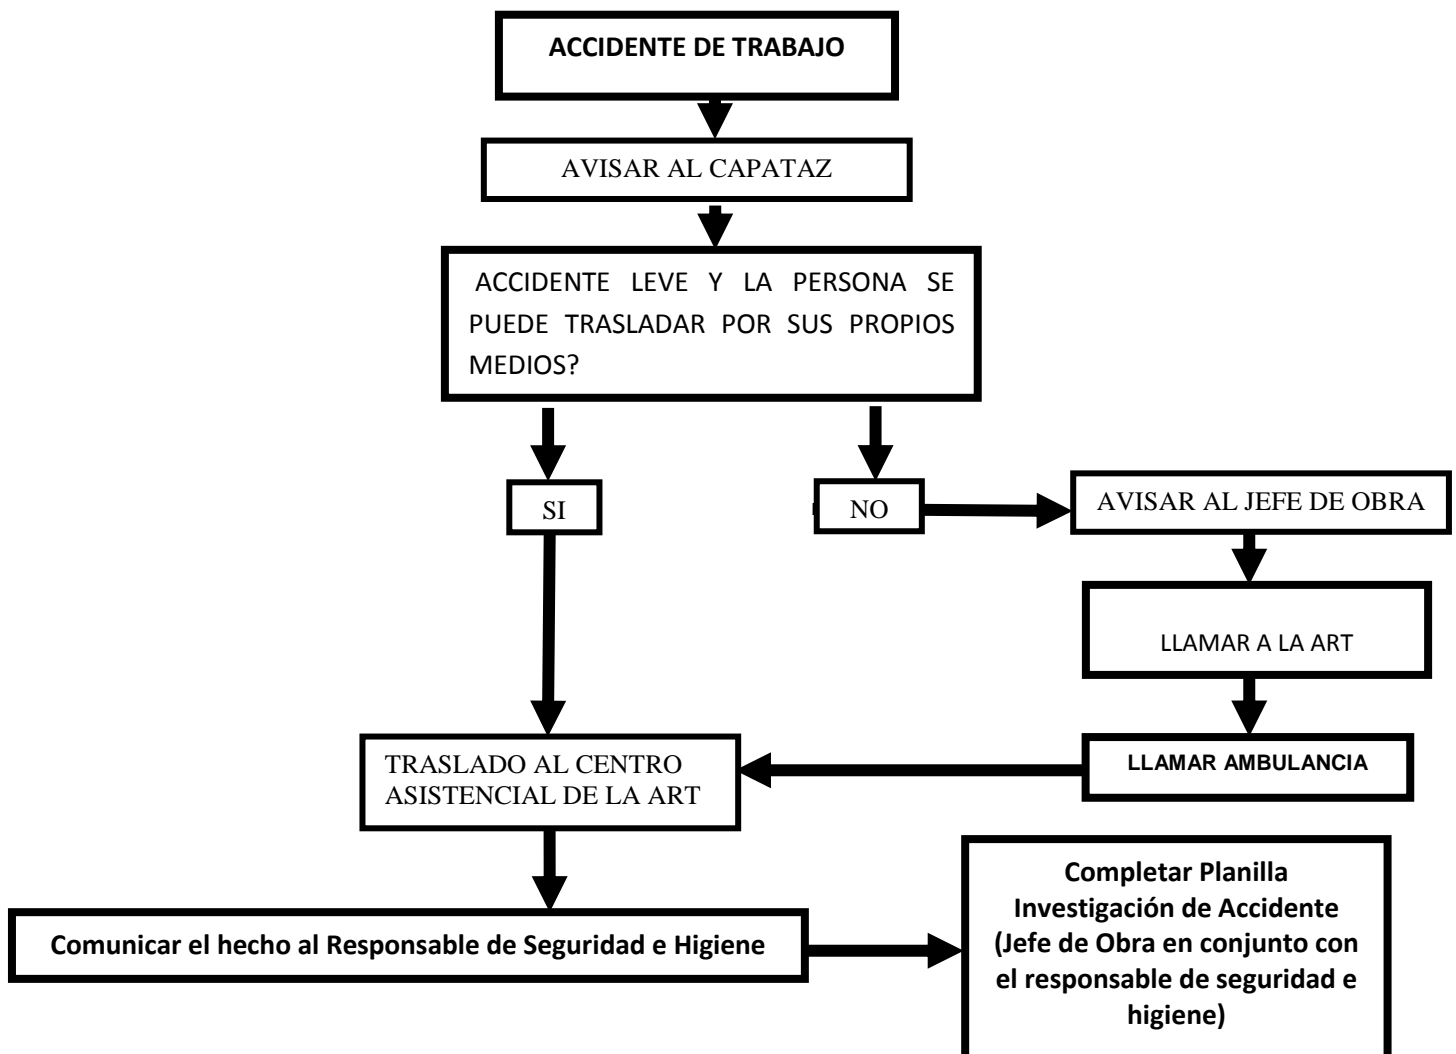 ACCIDENTE DE TRABAJO
AVISAR AL CAPATAZ
ACCIDENTE LEVE Y LA PERSONA SE
PUEDE TRASLADAR POR SUS PROPIOS
MEDIOS?
SI
NO
AVISAR AL JEFE DE OBRA
LLAMAR A LA ART
LLAMAR AMBULANCIA
TRASLADO AL CENTRO
ASISTENCIAL DE LA ART
Comunicar el hecho al Responsable de Seguridad e Higiene
Completar Planilla
Investigación de Accidente
(Jefe de Obra en conjunto con
el responsable de seguridad e
higiene)